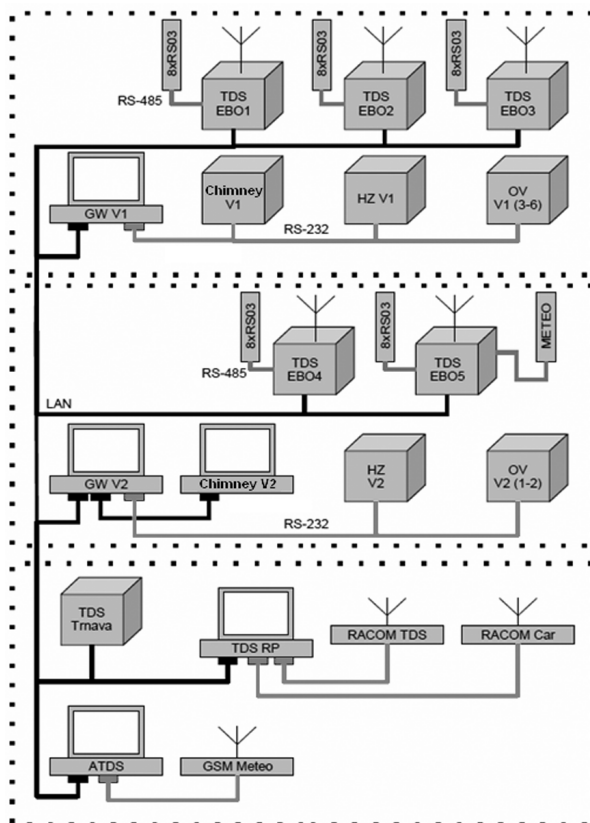 8xRS03
8xRS03
8xRS03
TDS
EBO1
TDS
EBO2
TDS
EBO3
RS-485
GW V1
Chimney
V1
HZ V1
OV
V1 (3-6)
RS-232
8xRS03
8xRS03
METEO
TDS
EBO4
TDS
EBO5
RS-485
LAN
GW V2
Chimney V2
HZ
V2
OV
V2 (1-2)
RS-232
TDS
Trnava
TDS RP
RACOM TDS
RACOM Car
ATDS
GSM Meteo